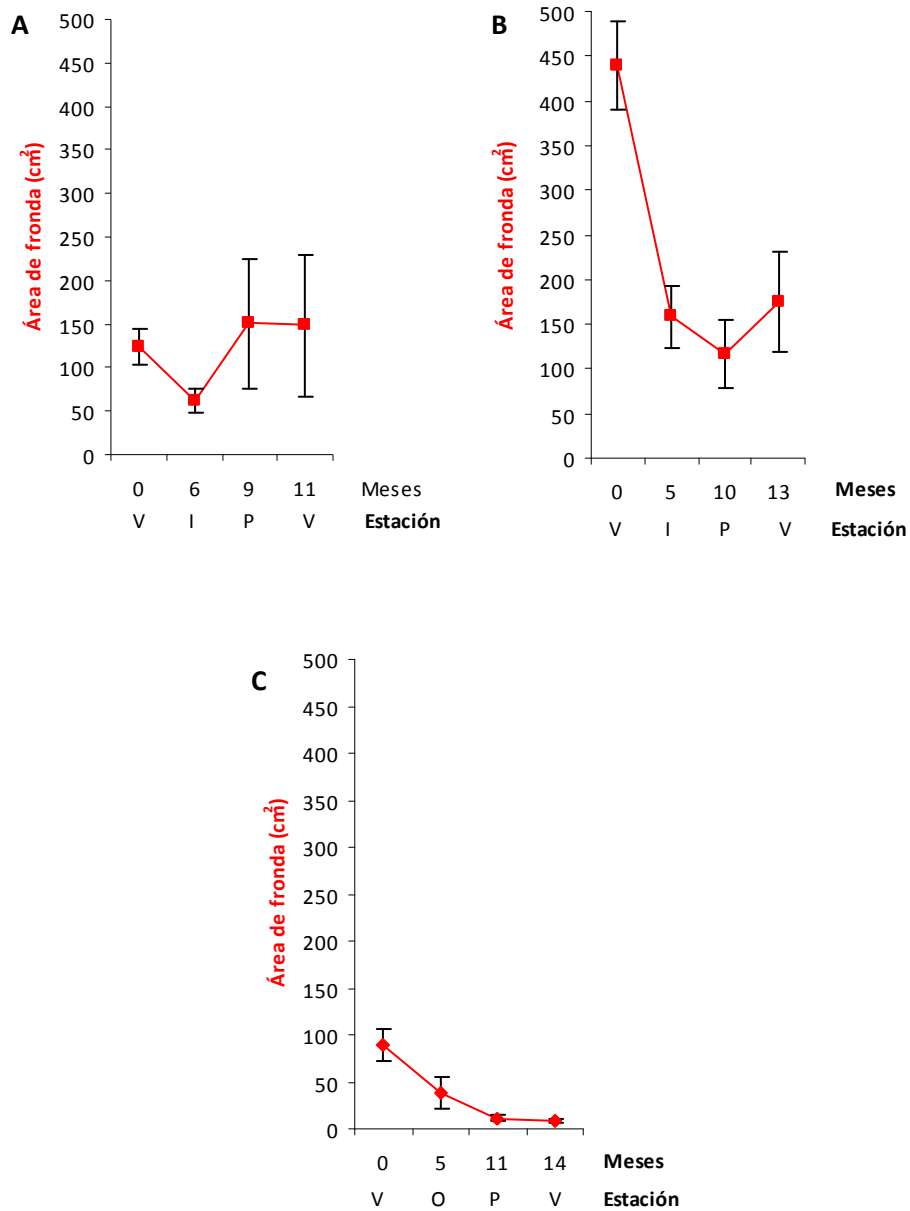 A
Área de fronda (cm²)
500
450
400
350
300
250
200
150
100
50
0
0 6 9 11 Meses
V I P V Estación
B
Área de fronda (cm²)
500
450
400
350
300
250
200
150
100
50
0
0 5 10 13 Meses
V I P V Estación
C
Área de fronda (cm²)
500
450
400
350
300
250
200
150
100
50
0
0 5 11 14 Meses
V O P V Estación